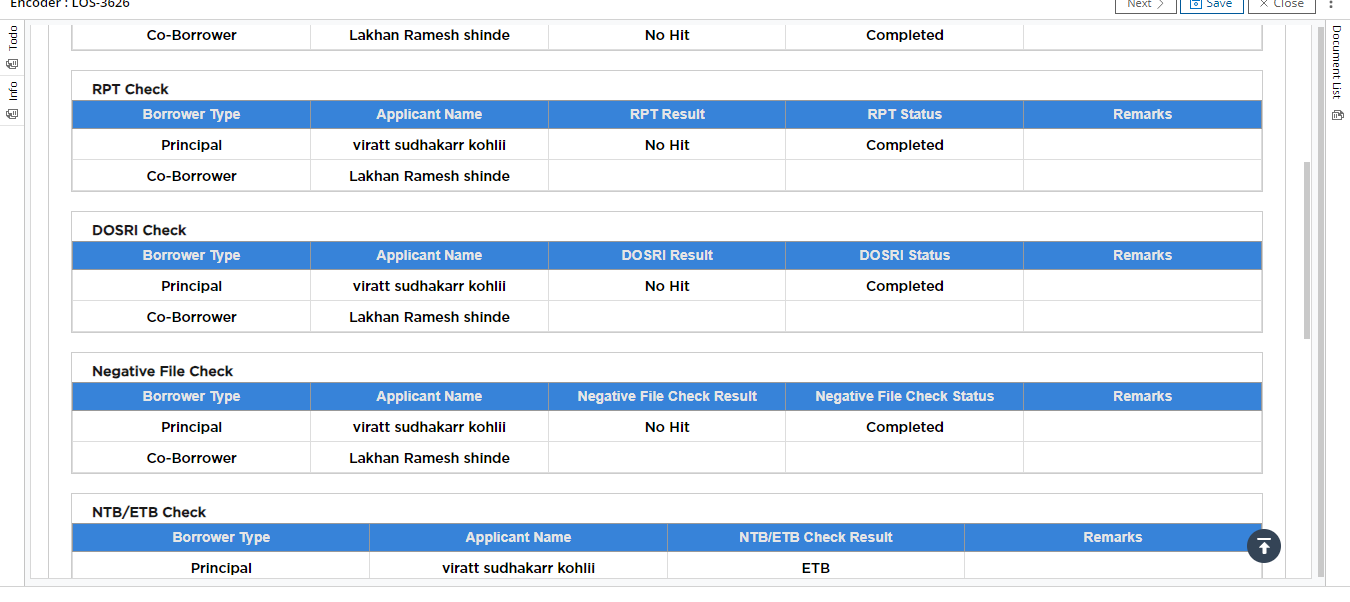 Encoder : LOS-3626
Next
Save
Close
Todo
Info
Document List
Co-Borrower Lakhan Ramesh shinde No Hit Completed
RPT Check
Borrower Type Applicant Name RPT Result RPT Status Remarks
Principal viratt sudhakarr kohlii No Hit Completed
Co-Borrower Lakhan Ramesh shinde
DOSRI Check
Borrower Type Applicant Name DOSRI Result DOSRI Status Remarks
Principal viratt sudhakarr kohlii No Hit Completed
Co-Borrower Lakhan Ramesh shinde
Negative File Check
Borrower Type Applicant Name Negative File Check Result Negative File Check Status Remarks
Principal viratt sudhakarr kohlii No Hit Completed
Co-Borrower Lakhan Ramesh shinde
NTB/ETB Check
Borrower Type Applicant Name NTB/ETB Check Result Remarks
Principal viratt sudhakarr kohlii ETB